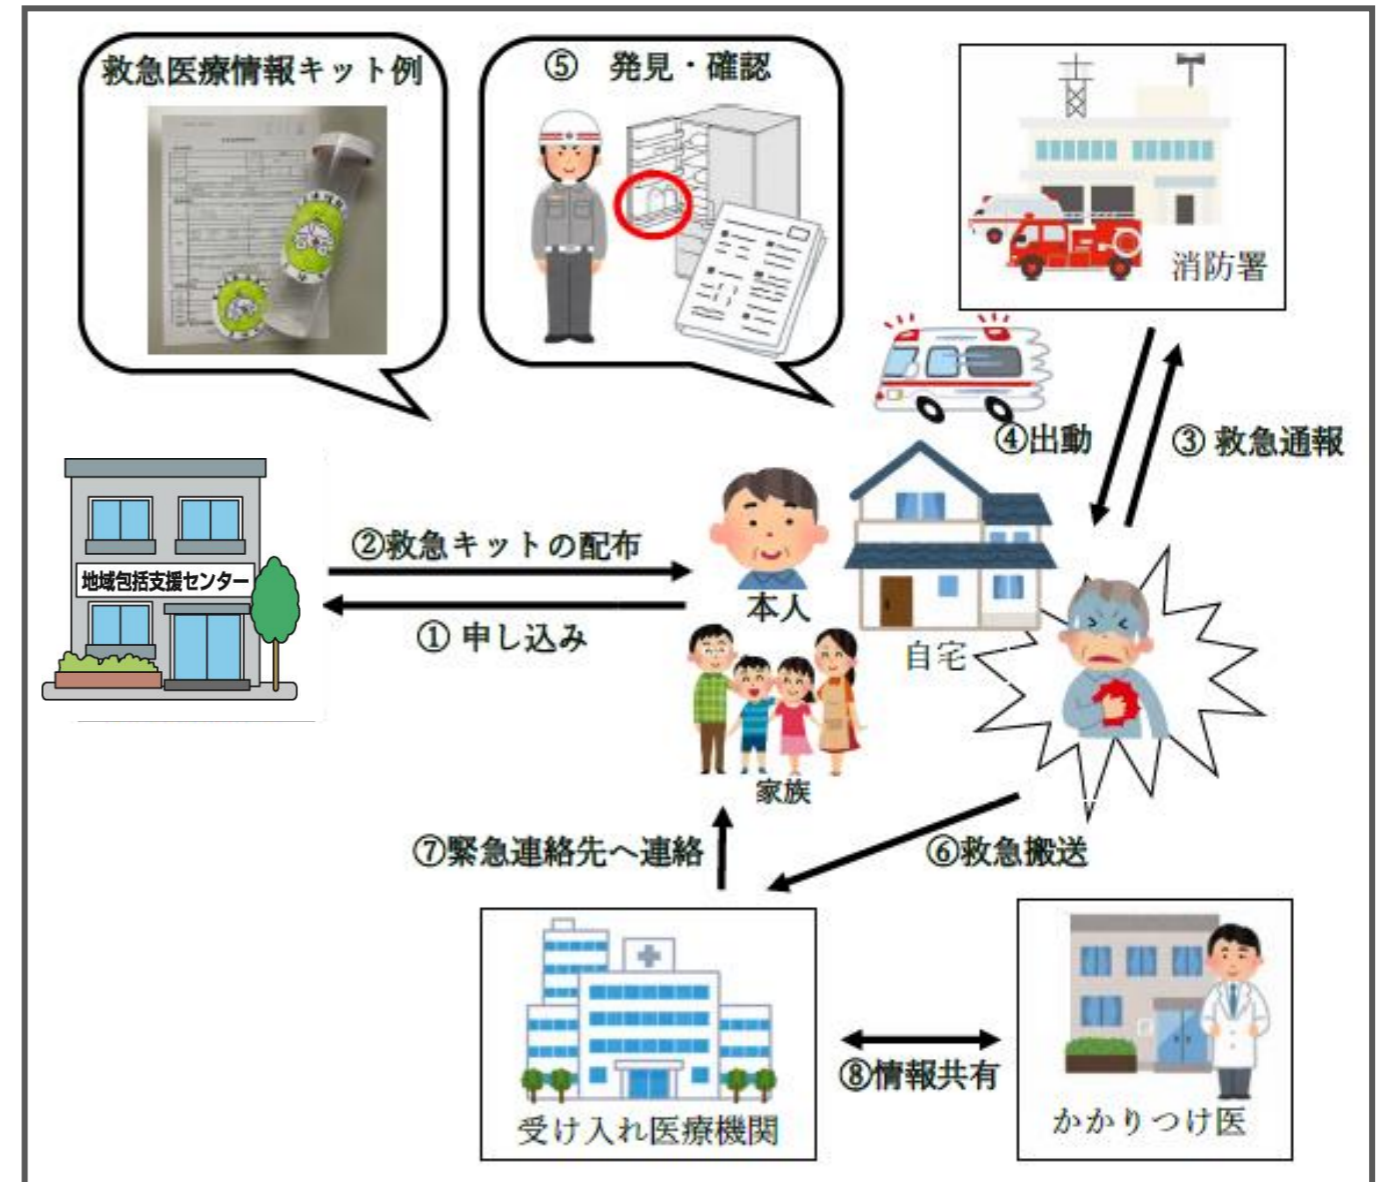 救急医療情報キット例
⑤ 発見・確認
消防署
④出動
③ 救急通報
②救急キットの配布
地域包括支援センター
① 申し込み
本人
自宅
家族
⑦緊急連絡先へ連絡
⑥救急搬送
⑧情報共有
受け入れ医療機関
かかりつけ医